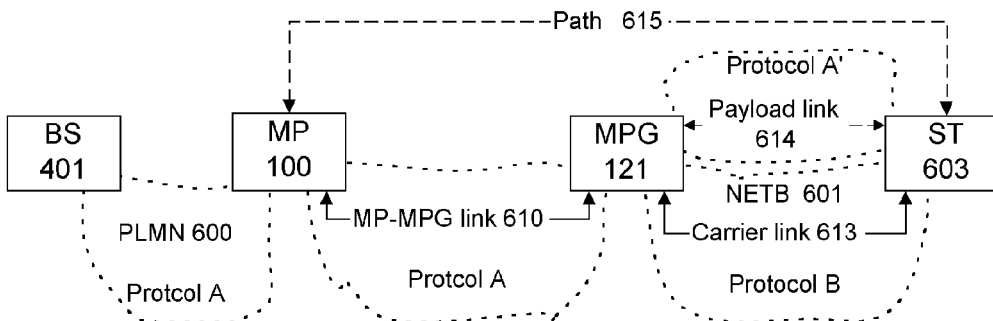 Path 615
Protocol A'
BS
401
MP
100
MPG
121
Payload link
614
ST
603
NETB 601
PLMN 600
MP-MPG link 610
Carrier link 613
Protcol A
Protcol A
Protocol B